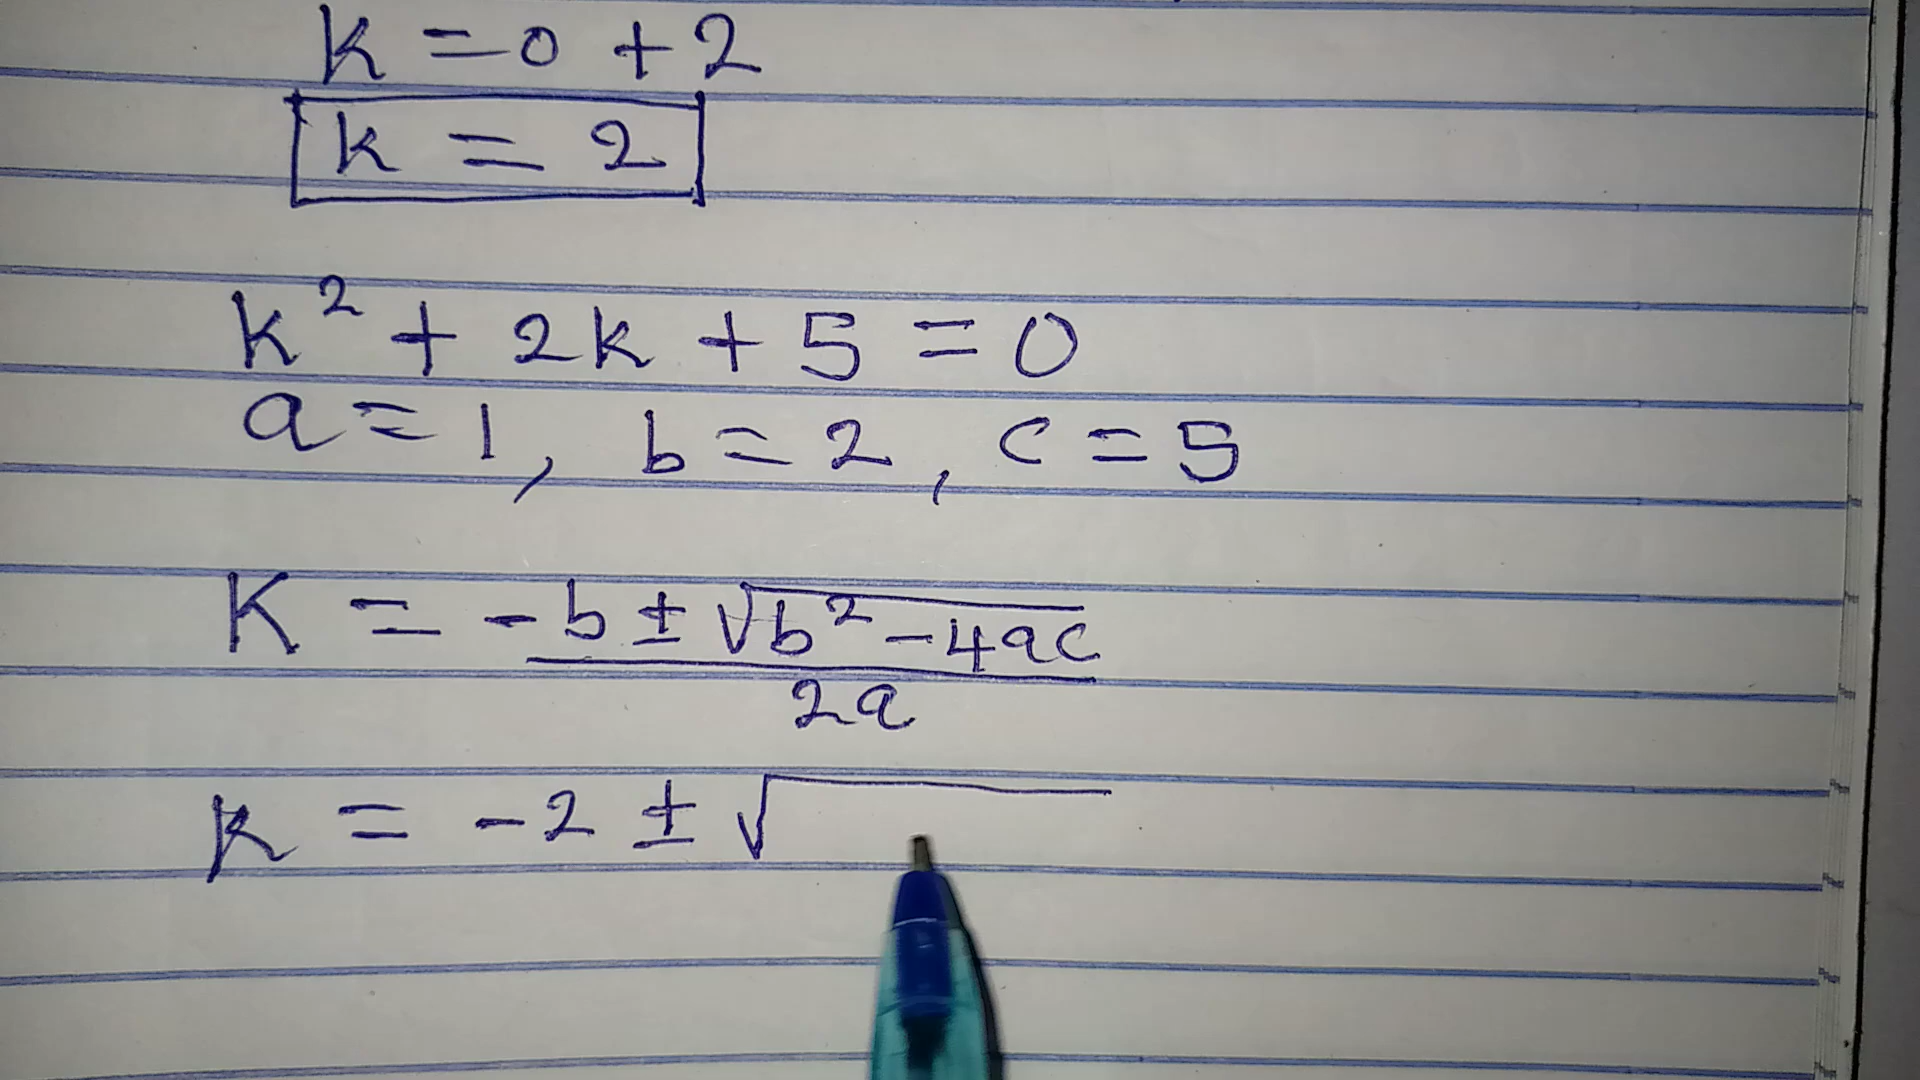 k = 0 + 2
k = 2
k² + 2k + 5 = 0
a = 1, b = 2, c = 5
K = -b ± √b² - 4ac
2a
k = -2 ± √